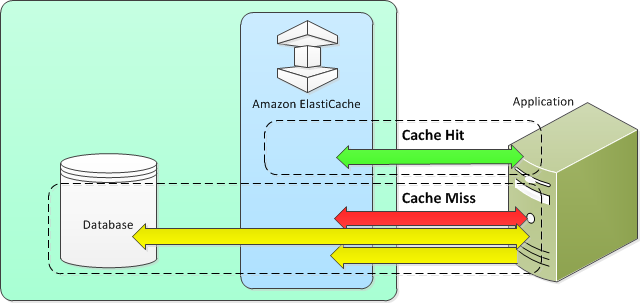 Amazon ElastiCache
Application
Cache Hit
Cache Miss
Database